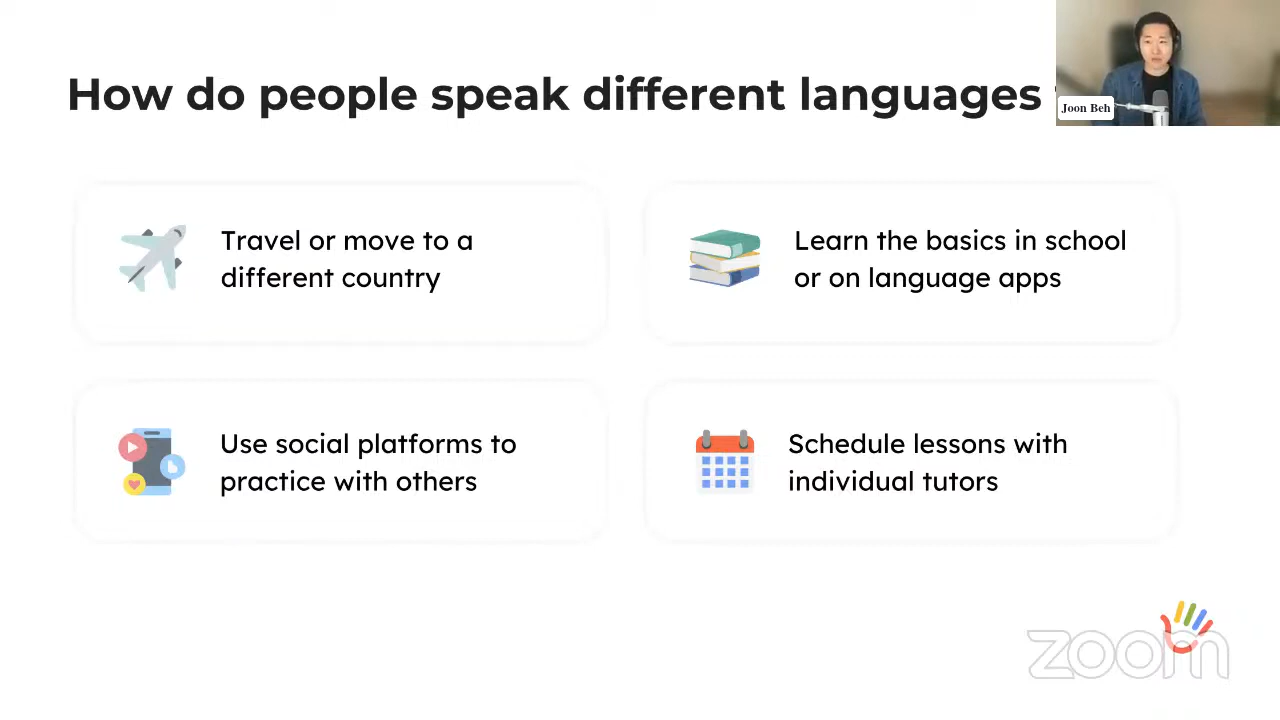 How do people speak different languages
Joon Beh
Travel or move to a
different country
Learn the basics in school
or on language apps
Use social platforms to
practice with others
Schedule lessons with
individual tutors
zoom